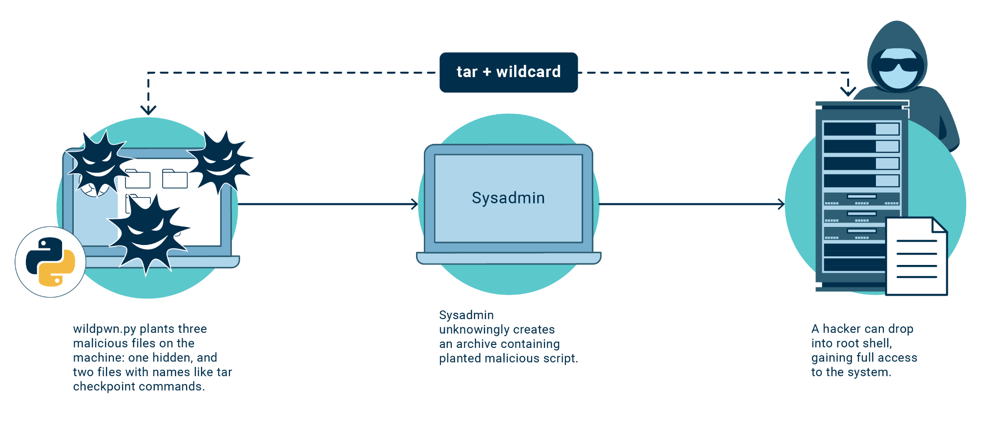 tar + wildcard
Sysadmin
wildpwn.py plants three
malicious files on the
machine: one hidden, and
two files with names like tar
checkpoint commands.
Sysadmin
unknowingly creates
an archive containing
planted malicious script.
A hacker can drop
into root shell,
gaining full access
to the system.